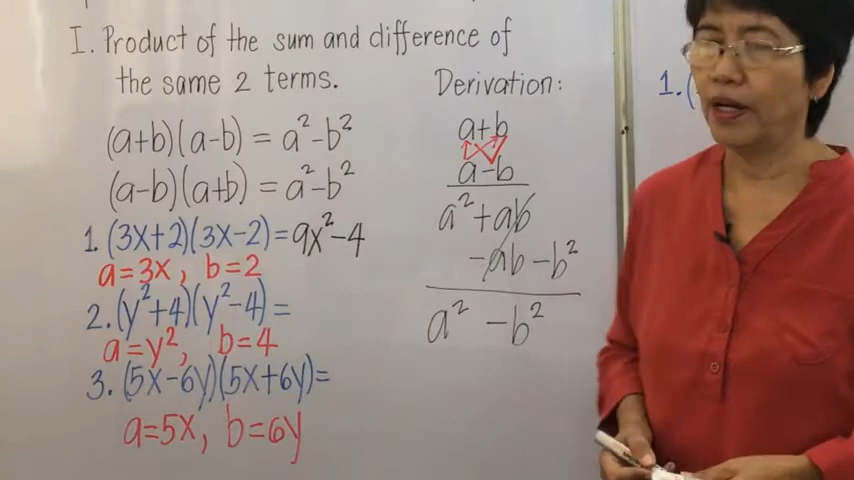 I. Product of the sum and difference of
the same 2 terms.
(a+b)(a-b) = a²-b²
(a-b)(a+b) = a²-b²
1. (3x+2)(3x-2)=9x²-4
a=3x, b=2
2. (y²+4)(y²-4)=
a=y², b=4
3. (5x-6y)(5x+6y)=
a=5x, b=6y
Derivation:
a+b
a-b
a²+ab
-ab-b²
a² -b²
1.(